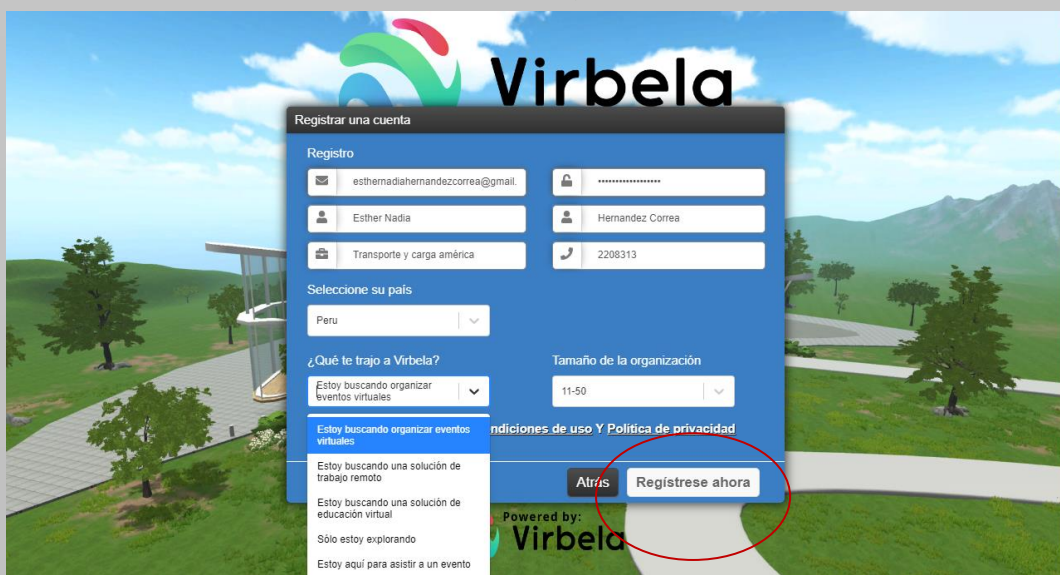 Virbela
Registrar una cuenta
Registro
esthernadiahernandezcorrea@gmail.
••••••••••••••••••
Esther Nadia
Hernandez Correa
Transporte y carga américa
2208313
Seleccione su país
Peru
¿Qué te trajo a Virbela?
Tamaño de la organización
Estoy buscando organizar
eventos virtuales
11-50
ndiciones de uso Y Política de privacidad
Estoy buscando organizar eventos
virtuales
Estoy buscando una solución de
trabajo remoto
Estoy buscando una solución de
educación virtual
Sólo estoy explorando
Estoy aquí para asistir a un evento
Atrás
Regístrese ahora
Powered by:
Virbela